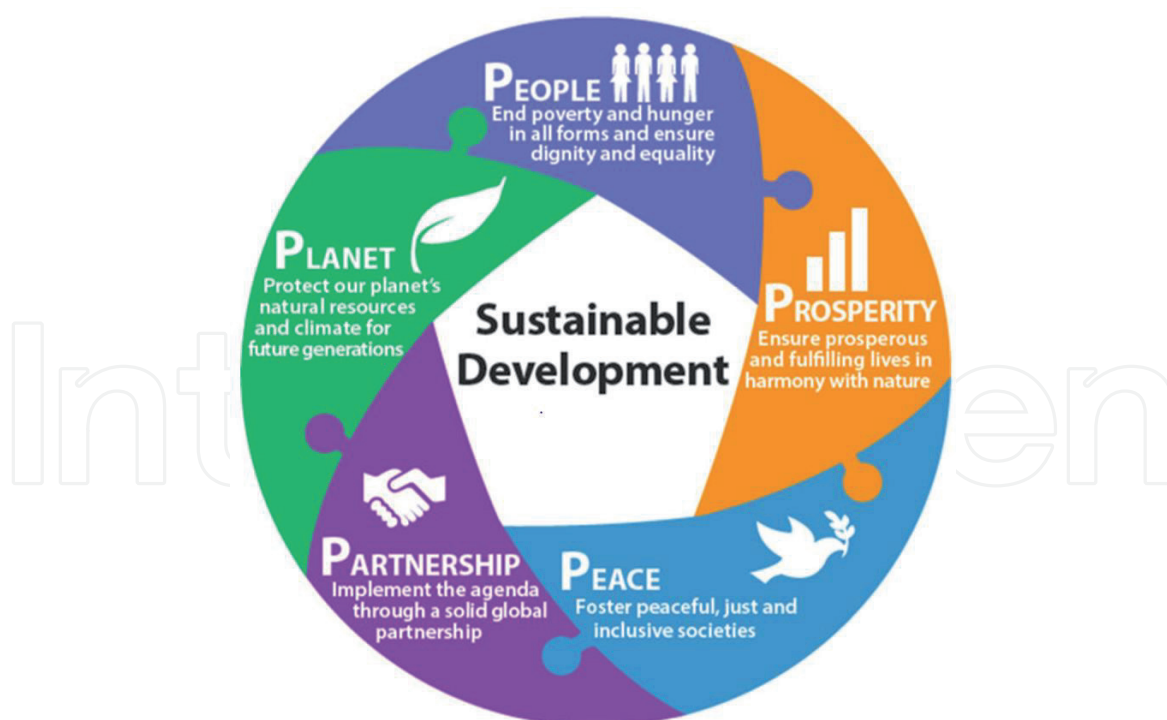 PEOPLE
End poverty and hunger
in all forms and ensure
dignity and equality
PROSPERITY
Ensure prosperous
and fulfilling lives in
harmony with nature
PEACE
Foster peaceful, just and
inclusive societies
PARTNERSHIP
Implement the agenda
through a solid global
partnership
PLANET
Protect our planet's
natural resources
and climate for
future generations
Sustainable
Development